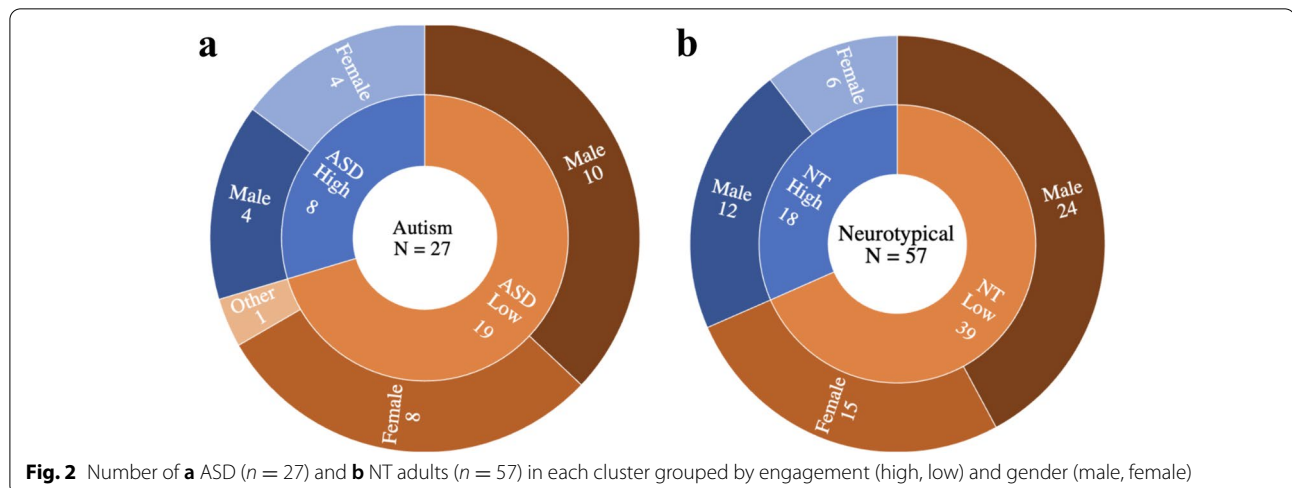 a
Female
4
Male
10
ASD
High
8
Male
4
Autism
N = 27
Other
1
ASD
Low
19
Female
8
b
Female
6
Male
24
NT
High
18
Male
12
Neurotypical
N = 57
NT
Low
39
Female
15
Fig. 2 Number of a ASD (n = 27) and b NT adults (n = 57) in each cluster grouped by engagement (high, low) and gender (male, female)